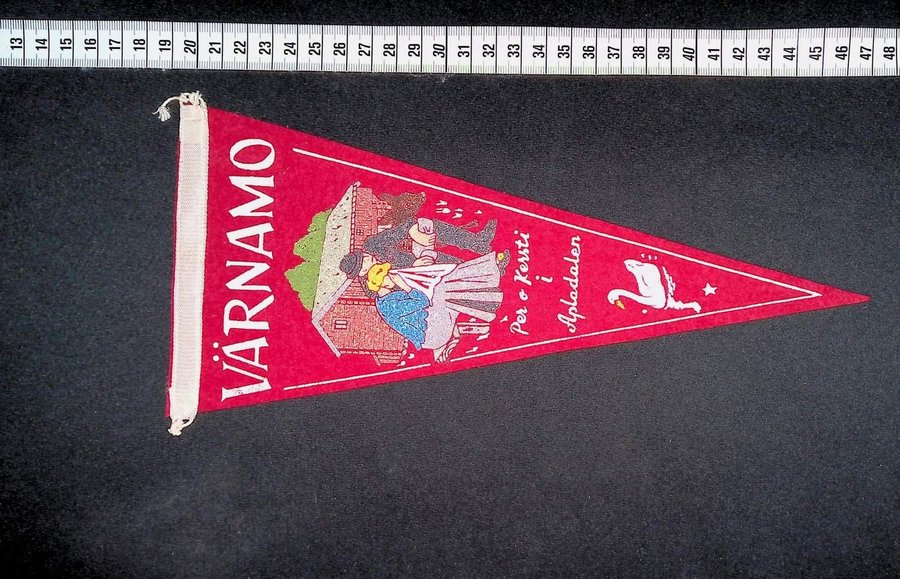 13 14 15 16 17 18 19 20 21 22 23 24 25 26 27 28 29 30 31 32 33 34 35 36 37 38 39 40 41 42 43 44 45 46 47 48
VÄRNAMO
Per o Kersti
i
Apladalen